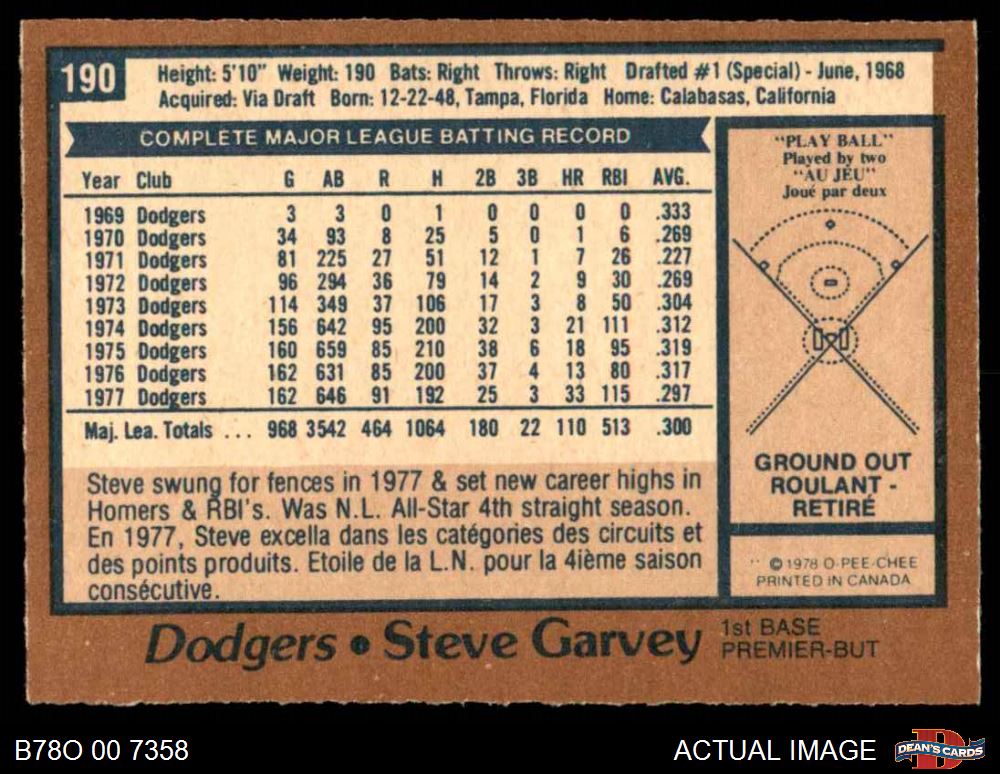 190
Height: 5'10" Weight: 190 Bats: Right Throws: Right Drafted #1 (Special) - June, 1968
Acquired: Via Draft Born: 12-22-48, Tampa, Florida Home: Calabasas, California
COMPLETE MAJOR LEAGUE BATTING RECORD
Year Club G AB R H 2B 3B HR RBI AVG.
1969 Dodgers 3 3 0 1 0 0 0 0 .333
1970 Dodgers 34 93 8 25 5 0 1 6 .269
1971 Dodgers 81 225 27 51 12 1 7 26 .227
1972 Dodgers 96 294 36 79 14 2 9 30 .269
1973 Dodgers 114 349 37 106 17 3 8 50 .304
1974 Dodgers 156 642 95 200 32 3 21 111 .312
1975 Dodgers 160 659 85 210 38 6 18 95 .319
1976 Dodgers 162 631 85 200 37 4 13 80 .317
1977 Dodgers 162 646 91 192 25 3 33 115 .297
Maj. Lea. Totals ... 968 3542 464 1064 180 22 110 513 .300
Steve swung for fences in 1977 & set new career highs in
Homers & RBI's. Was N.L. All-Star 4th straight season.
En 1977, Steve excella dans les catégories des circuits et
des points produits. Etoile de la L.N. pour la 4ième saison
consécutive.
"PLAY BALL"
Played by two
"AU JEU"
Joué par deux
GROUND OUT
ROULANT -
RETIRÉ
© 1978 O-PEE-CHEE
PRINTED IN CANADA
Dodgers • Steve Garvey
1st BASE
PREMIER-BUT
B78O 00 7358
ACTUAL IMAGE
DEAN'S CARDS